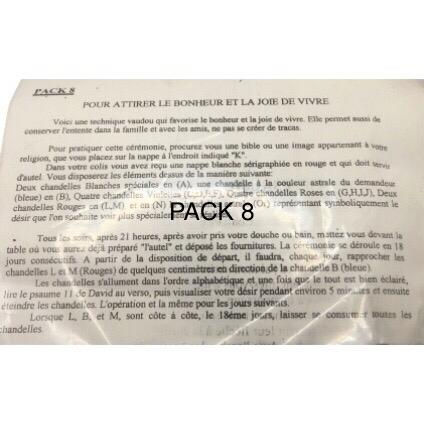 PACK 8
POUR ATTIRER LE BONHEUR ET LA JOIE DE VIVRE
Voici une technique vaudou qui favorise le bonheur et la joie de vivre. Elle permet aussi de
conserver l'entente dans la famille et avec les amis, ne pas se créer de tracas.
Pour pratiquer cette cérémonie, procurez vous une bible ou une image appartenant à votre
religion, que vous placez sur la nappe à l'endroit indiqué "K".
Dans votre colis vous avez reçu une nappe blanche sérigraphiée en rouge et qui doit servir
d'autel. Vous disposerez les éléments dessus de la manière suivante:
Deux chandelles Blanches spéciales en (A), une chandelle à la couleur astrale du demandeur
(bleue) en (B), Quatre chandelles Violettes (C,D,E,F), Quatre chandelles Roses en (G,H,I,J),
Chandelles Rouges en (L,M) et en (N) représentant symboliquement le
désir que l'on souhaite voir plus spécialement
PACK 8
Tous les soirs, après 21 heures, après avoir pris votre douche ou bain, mettez vous devant la
table où vous aurez déjà préparé "l'autel" et déposé les fournitures. La cérémonie se déroule en 18
jours consécutifs. A partir de la disposition de départ, il faudra, chaque jour, rapprocher les
chandelles L et M (Rouges) de quelques centimètres en direction de la chandelle B (bleue).
Les chandelles s'allument dans l'ordre alphabétique et une fois que le tout est bien éclairé,
lire le psaume 11 de David au verso, puis visualiser votre désir pendant environ 5 minutes et ensuite
éteindre les chandelles. L'opération et la même pour les jours suivants.
Lorsque L, B, et M, sont côte à côte, le 18ème jours, laisser se consumer toutes les
chandelles.